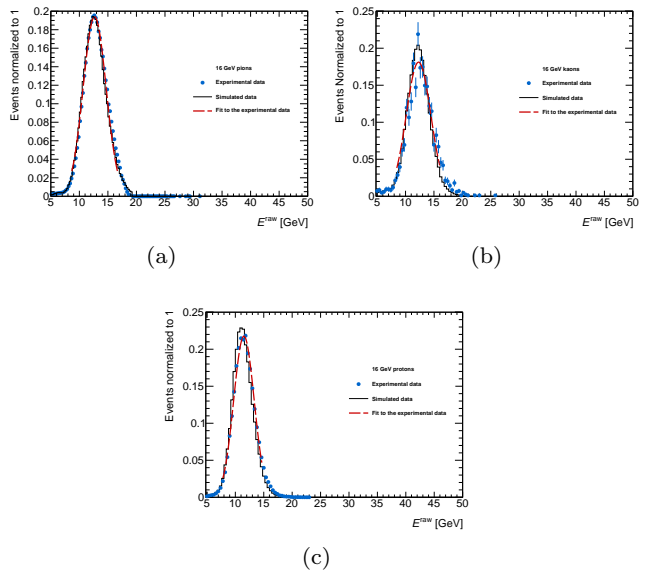 Events normalized to 1
0.2
0.18
0.16
0.14
0.12
0.1
0.08
0.06
0.04
0.02
0
5 10 15 20 25 30 35 40 45 50
E^raw [GeV]
16 GeV pions
Experimental data
Simulated data
Fit to the experimental data
(a)
Events Normalized to 1
0.25
0.2
0.15
0.1
0.05
0
5 10 15 20 25 30 35 40 45 50
E^raw [GeV]
16 GeV kaons
Experimental data
Simulated data
Fit to the experimental data
(b)
Events normalized to 1
0.25
0.2
0.15
0.1
0.05
0
5 10 15 20 25 30 35 40 45 50
E^raw [GeV]
16 GeV protons
Experimental data
Simulated data
Fit to the experimental data
(c)